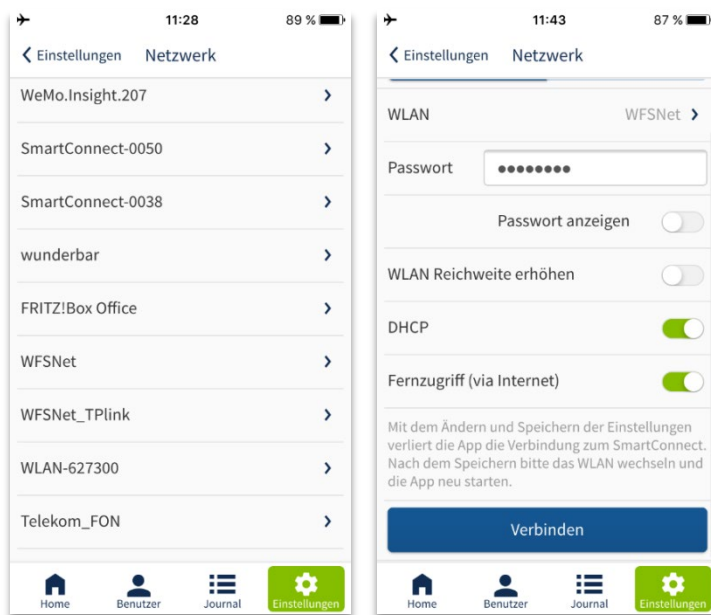 11:28
89 %
Einstellungen Netzwerk
WeMo.Insight.207
SmartConnect-0050
SmartConnect-0038
wunderbar
FRITZ!Box Office
WFSNet
WFSNet_TPlink
WLAN-627300
Telekom_FON
Home Benutzer Journal Einstellungen
11:43
87 %
Einstellungen Netzwerk
WLAN WFSNet
Passwort ●●●●●●●●
Passwort anzeigen
WLAN Reichweite erhöhen
DHCP
Fernzugriff (via Internet)
Mit dem Ändern und Speichern der Einstellungen
verliert die App die Verbindung zum SmartConnect.
Nach dem Speichern bitte das WLAN wechseln und
die App neu starten.
Verbinden
Home Benutzer Journal Einstellungen